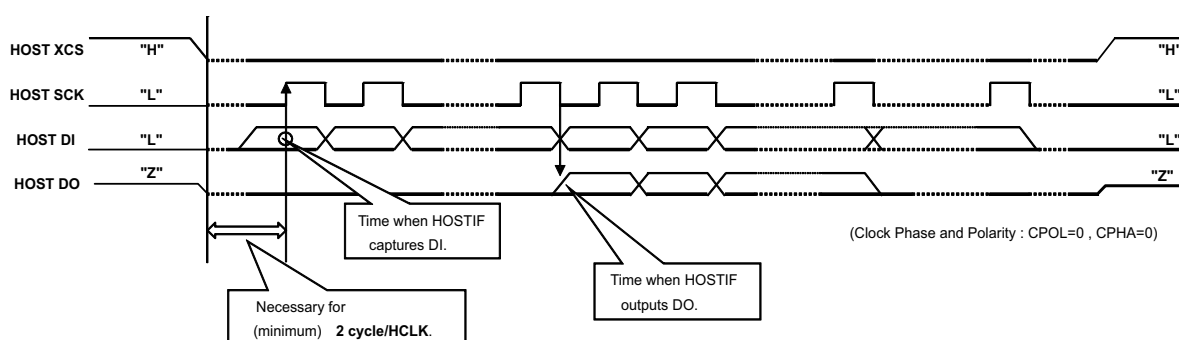 HOST XCS "H" "H"
HOST SCK "L" "L"
HOST DI "L" "L"
HOST DO "Z" "Z"
Time when HOSTIF
captures DI.
(Clock Phase and Polarity : CPOL=0 , CPHA=0)
Time when HOSTIF
outputs DO.
Necessary for
(minimum) 2 cycle/HCLK.